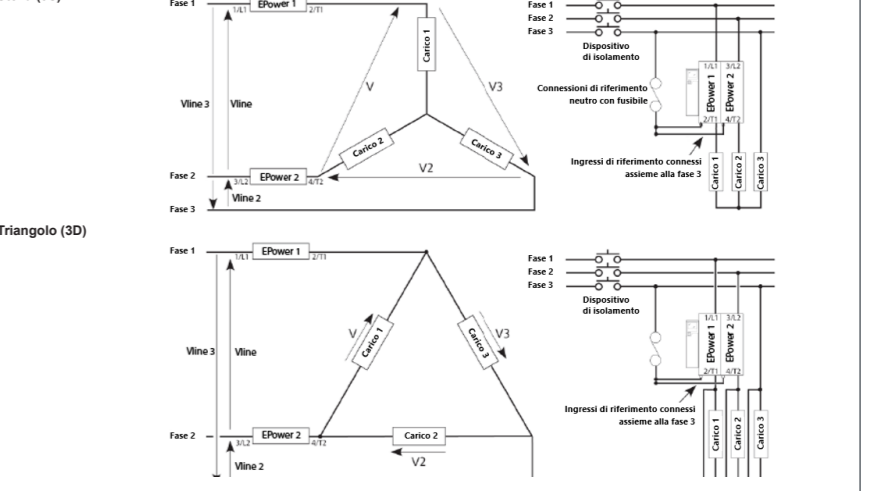 Fase 1
EPower 1
1/L1
2/T1
Carico 1
V
V3
Vline 3
Vline
Carico 2
Carico 3
Fase 2
EPower 2
3/L2
4/T2
V2
Vline 2
Fase 3
Fase 1
Fase 2
Fase 3
Dispositivo
di isolamento
1/L1
3/L2
Connessioni di riferimento
neutro con fusibile
EPower 1
EPower 2
2/T1
4/T2
Ingressi di riferimento connessi
assieme alla fase 3
Carico 1
Carico 2
Carico 3
Triangolo (3D)
Fase 1
EPower 1
1/L1
2/T1
V
Carico 1
Carico 3
V3
Vline 3
Vline
Fase 2
EPower 2
3/L2
4/T2
Carico 2
V2
Vline 2
Fase 1
Fase 2
Fase 3
Dispositivo
di isolamento
1/L1
3/L2
EPower 1
EPower 2
2/T1
4/T2
Ingressi di riferimento connessi
assieme alla fase 3
Carico 1
Carico 2
Carico 3